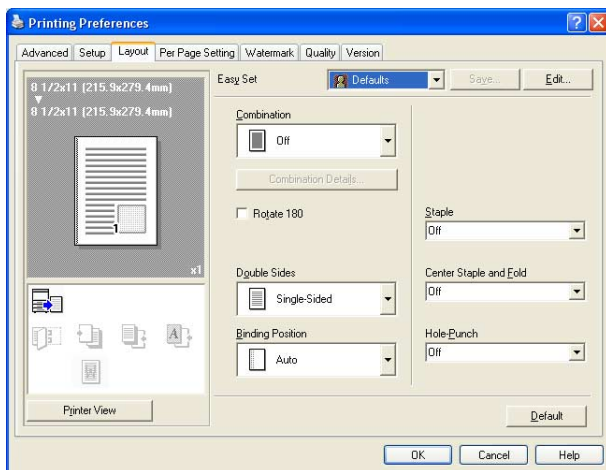 Printing Preferences
Advanced Setup Layout Per Page Setting Watermark Quality Version
8 1/2x11 (215.9x279.4mm)
8 1/2x11 (215.9x279.4mm)
1
x1
Printer View
Easy Set Defaults Save... Edit...
Combination
Off
Combination Details...
Rotate 180
Double Sides
Single-Sided
Binding Position
Auto
Staple
Off
Center Staple and Fold
Off
Hole-Punch
Off
Default
OK Cancel Help